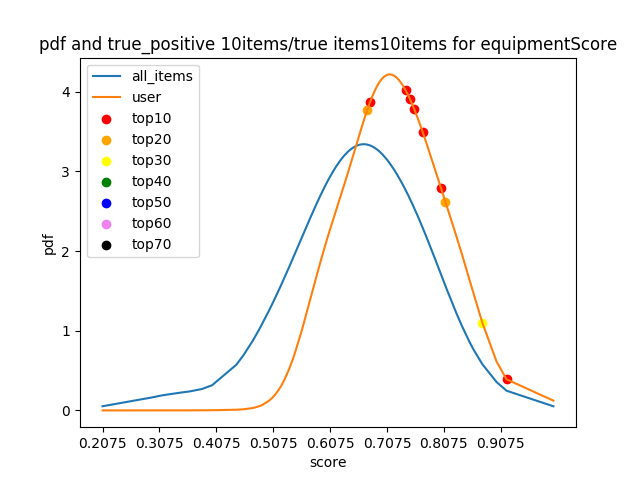 pdf and true_positive 10items/true items10items for equipmentScore
all_items
user
top10
top20
top30
top40
top50
top60
top70
pdf
4
3
2
1
0
0.2075 0.3075 0.4075 0.5075 0.6075 0.7075 0.8075 0.9075
score